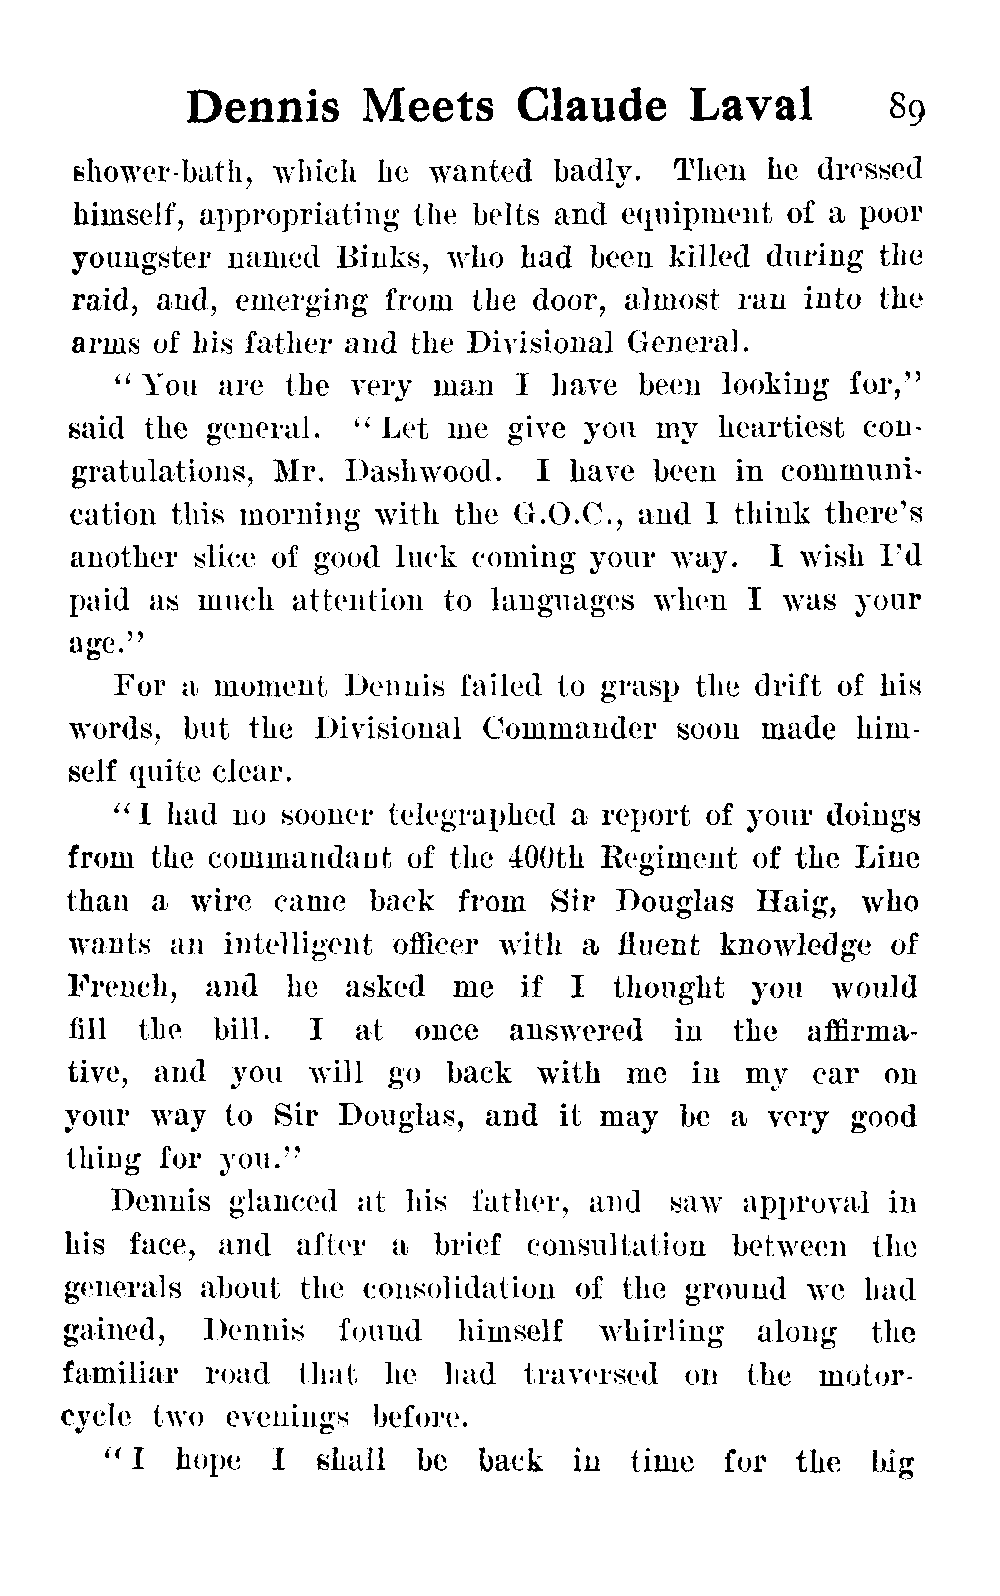 Dennis Meets Claude Laval 89
shower-bath, which he wanted badly. Then he dressed
himself, appropriating the belts and equipment of a poor
youngster named Binks, who had been killed during the
raid, and, emerging from the door, almost ran into the
arms of his father and the Divisional General.
“You are the very man I have been looking for,”
said the general. “Let me give you my heartiest con-
gratulations, Mr. Dashwood. I have been in communi-
cation this morning with the G.O.C., and I think there’s
another slice of good luck coming your way. I wish I’d
paid as much attention to languages when I was your
age.”
For a moment Dennis failed to grasp the drift of his
words, but the Divisional Commander soon made him-
self quite clear.
“I had no sooner telegraphed a report of your doings
from the commandant of the 400th Regiment of the Line
than a wire came back from Sir Douglas Haig, who
wants an intelligent officer with a fluent knowledge of
French, and he asked me if I thought you would
fill the bill. I at once answered in the affirma-
tive, and you will go back with me in my car on
your way to Sir Douglas, and it may be a very good
thing for you.”
Dennis glanced at his father, and saw approval in
his face, and after a brief consultation between the
generals about the consolidation of the ground we had
gained, Dennis found himself whirling along the
familiar road that he had traversed on the motor-
cycle two evenings before.
“I hope I shall be back in time for the big